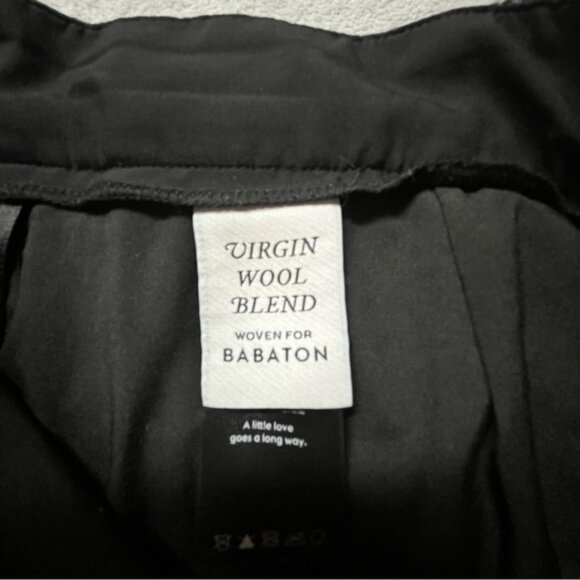 VIRGIN
WOOL
BLEND
WOVEN FOR
BABATON
A little love
goes a long way.